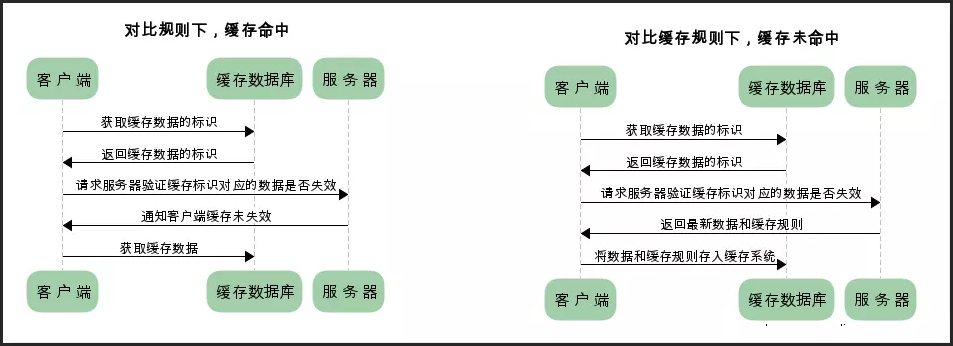 对比规则下，缓存命中
客户端
缓存数据库
服务器
获取缓存数据的标识
返回缓存数据的标识
请求服务器验证缓存标识对应的数据是否失效
通知客户端缓存未失效
获取缓存数据
客户端
缓存数据库
服务器
对比缓存规则下，缓存未命中
客户端
缓存数据库
服务器
获取缓存数据的标识
返回缓存数据的标识
请求服务器验证缓存标识对应的数据是否失效
返回最新数据和缓存规则
将数据和缓存规则存入缓存系统
客户端
缓存数据库
服务器